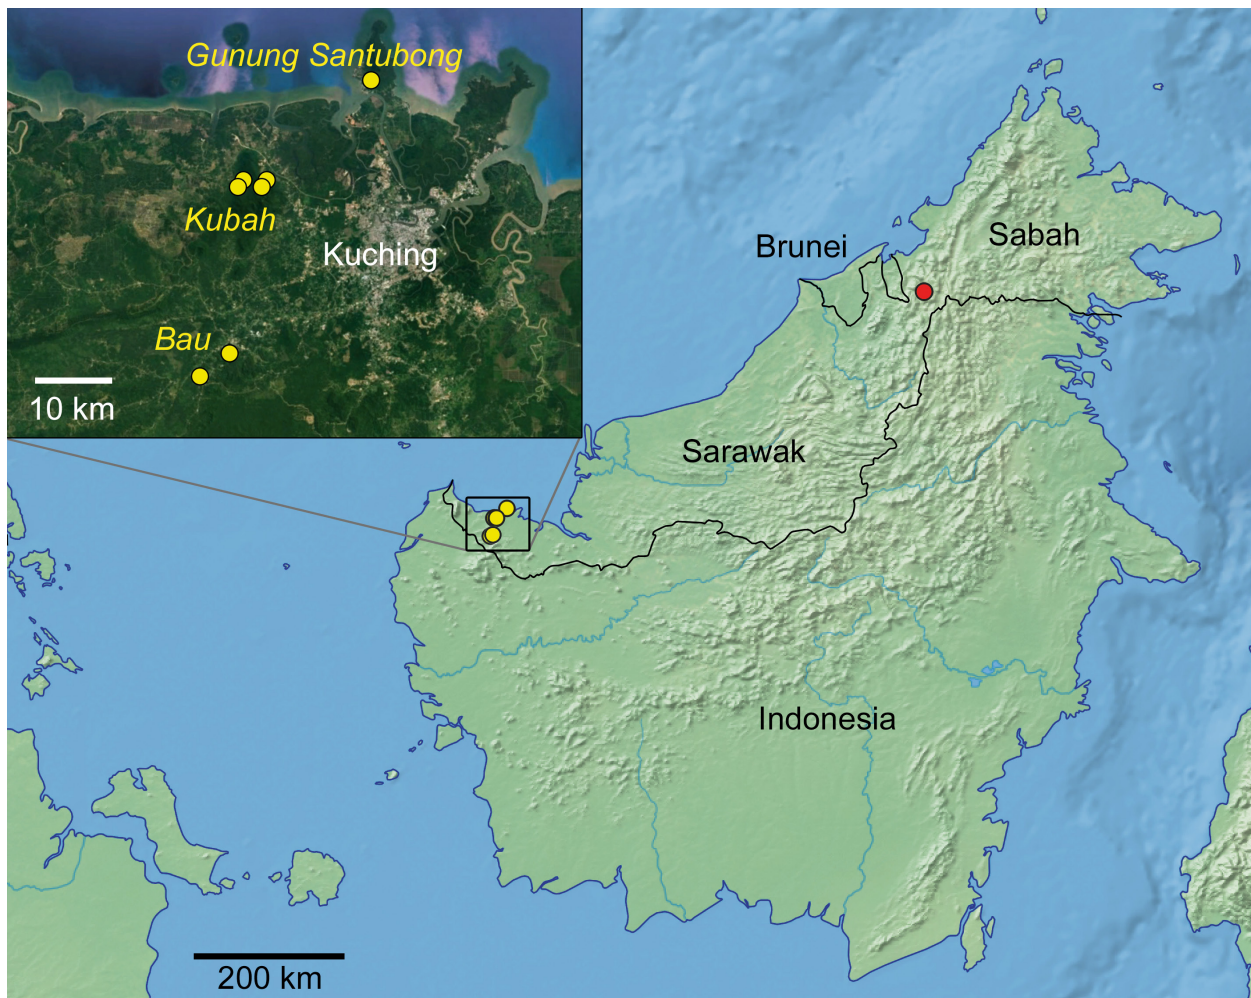 Gunung Santubong
Kubah
Kuching
Bau
10 km
Brunei
Sabah
Sarawak
Indonesia
200 km